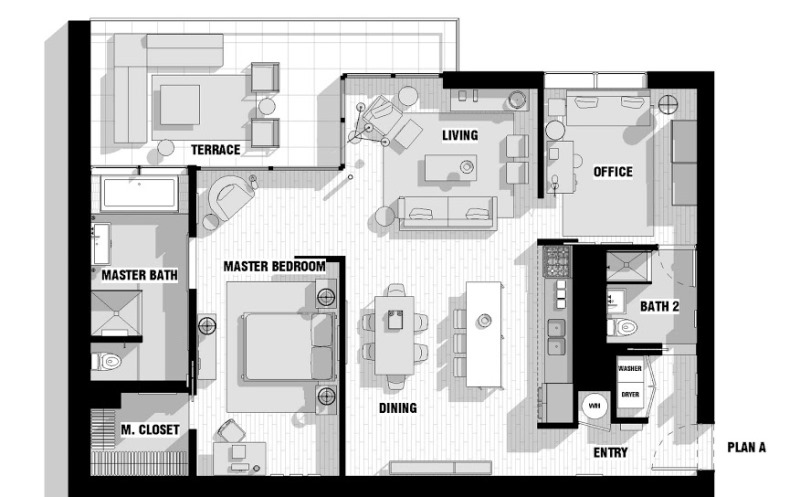 LIVING
TERRACE
OFFICE
MASTER BEDROOM
MASTER BATH
BATH 2
WASHER
DRYER
DINING
WH
M. CLOSET
ENTRY
PLAN A